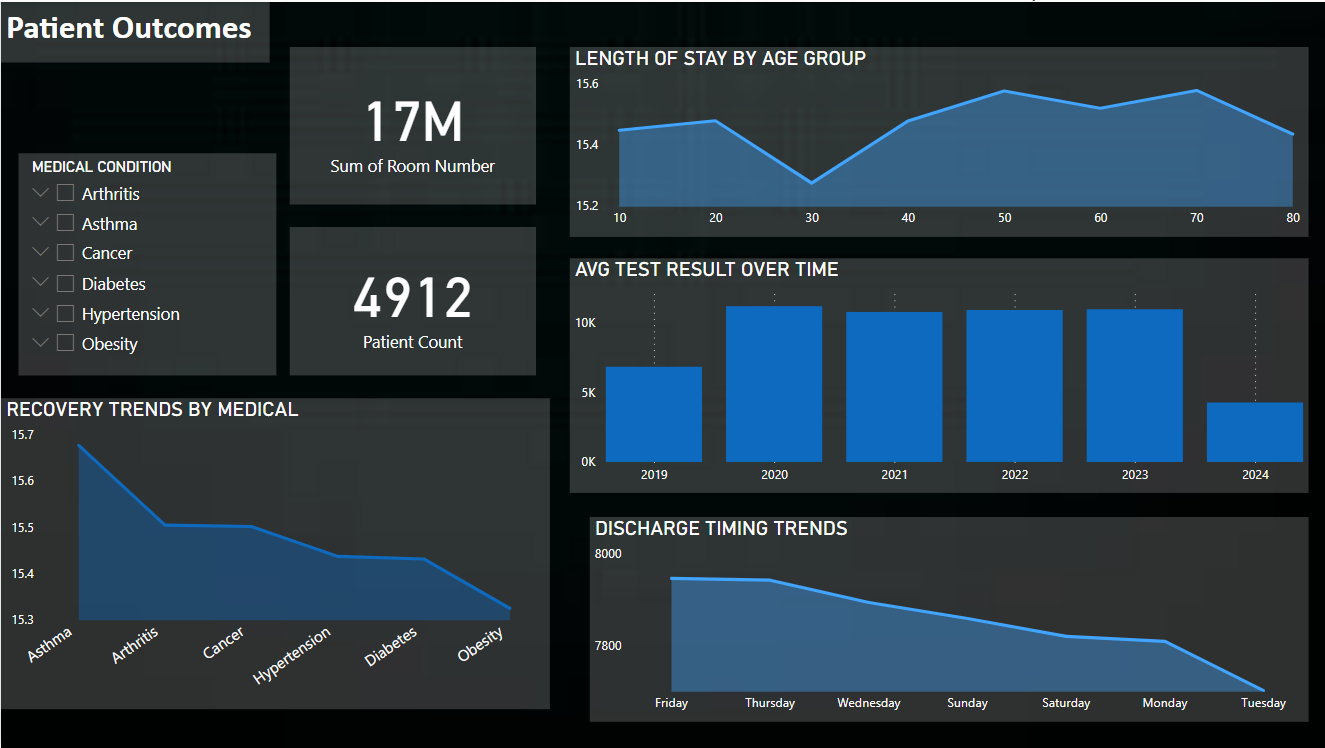 Patient Outcomes
17M
Sum of Room Number
MEDICAL CONDITION
Arthritis
Asthma
Cancer
Diabetes
Hypertension
Obesity
4912
Patient Count
LENGTH OF STAY BY AGE GROUP
15.6
15.4
15.2
10 20 30 40 50 60 70 80
AVG TEST RESULT OVER TIME
10K
5K
0K
2019 2020 2021 2022 2023 2024
RECOVERY TRENDS BY MEDICAL
15.7
15.6
15.5
15.4
15.3
Asthma Arthritis Cancer Hypertension Diabetes Obesity
DISCHARGE TIMING TRENDS
8000
7800
Friday Thursday Wednesday Sunday Saturday Monday Tuesday